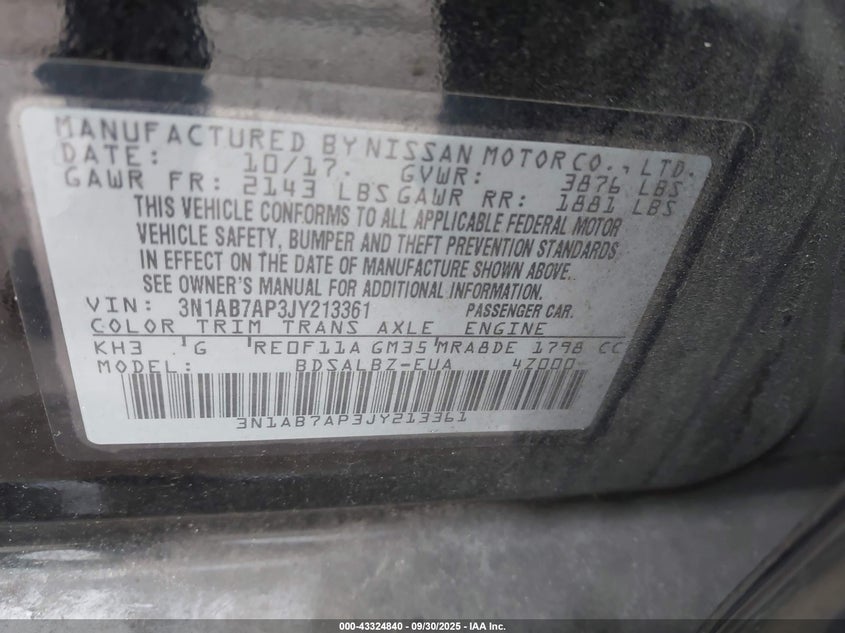 MANUFACTURED BY NISSAN MOTOR CO., LTD.
DATE: 10/17. GVWR: 3876 LBS
GAWR FR: 2143 LBS GAWR RR: 1881 LBS
THIS VEHICLE CONFORMS TO ALL APPLICABLE FEDERAL MOTOR
VEHICLE SAFETY, BUMPER AND THEFT PREVENTION STANDARDS
IN EFFECT ON THE DATE OF MANUFACTURE SHOWN ABOVE.
SEE OWNER'S MANUAL FOR ADDITIONAL INFORMATION.
VIN: 3N1AB7AP3JY213361 PASSENGER CAR.
COLOR TRIM TRANS AXLE ENGINE
KH3 'G 'RE0F11A GM35'MRA8DE 1798 CC
MODEL: BDSALBZ-EUA 4Z000-
3N1AB7AP3JY213361
000-43324840 - 09/30/2025 - IAA Inc.